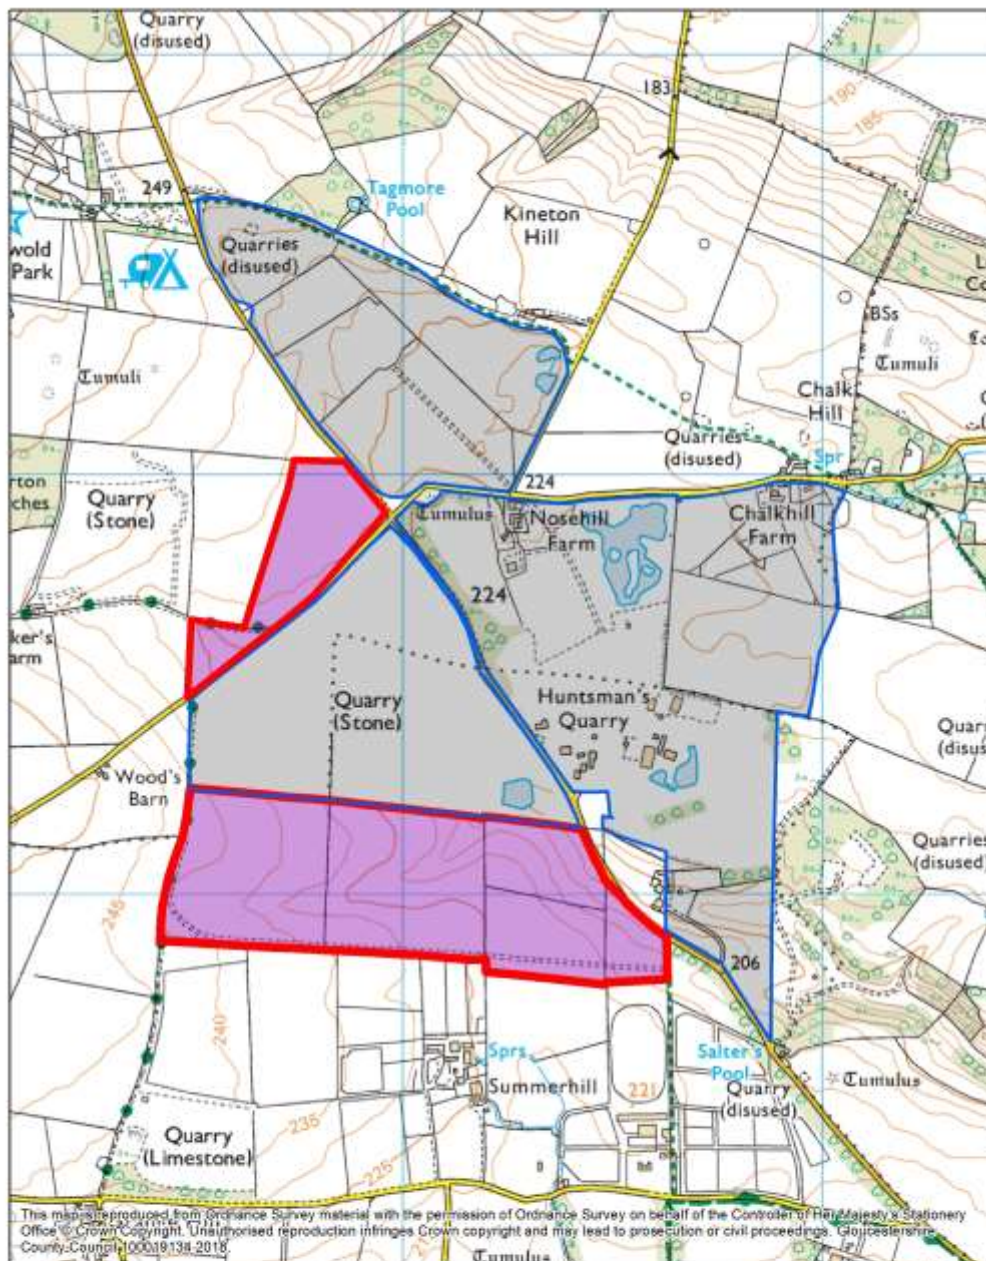 Quarry
(disused)
183
190
185
249
Tagmore
Pool
Kineton
Hill
wold
Park
Quarries
(disused)
BSs
Tumuli
Tumuli
Chalk
Hill
Quarries
(disused)
Spr
rton
ches
Quarry
(Stone)
224
Tumulus
Nosehill
Farm
Chalkhill
Farm
224
ker's
arm
Quarry
(Stone)
Huntsman's
Quarry
Quarr
(disus
Wood's
Barn
Quarries
(disused)
245
206
240
Sprs
Summerhill
Salter's
Pool
221
Tumulus
Quarry
(disused)
235
Quarry
(Limestone)
225
This map is reproduced from Ordnance Survey material with the permission of Ordnance Survey on behalf of the Controller of Her Majesty's Stationery
Office © Crown Copyright. Unauthorised reproduction infringes Crown copyright and may lead to prosecution or civil proceedings. Gloucestershire
County Council 100019134 2018
Tumulus